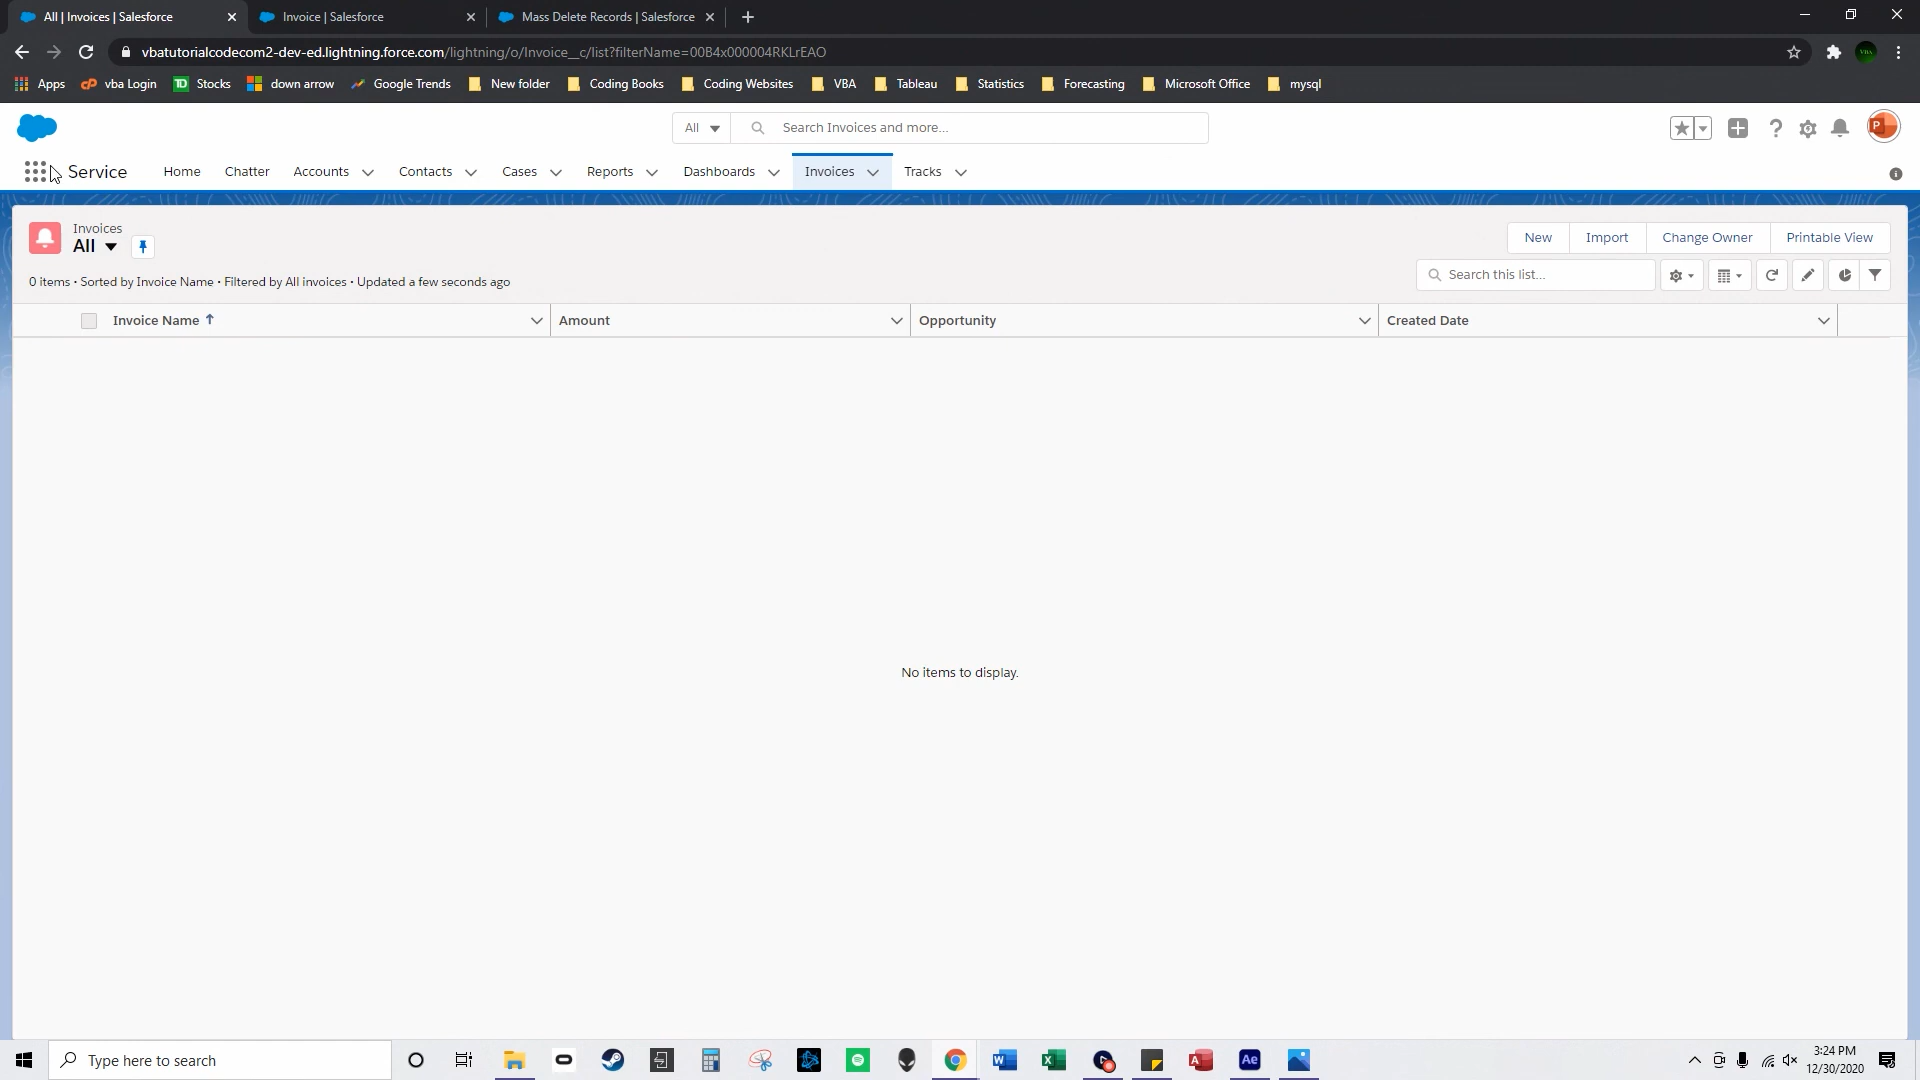 All | Invoices | Salesforce
Invoice | Salesforce
Mass Delete Records | Salesforce
vbatutorialcodecom2-dev-ed.lightning.force.com/lightning/o/Invoice__c/list?filterName=00B4x000004RKLrEAO
Apps
cP vba Login
TD Stocks
down arrow
Google Trends
New folder
Coding Books
Coding Websites
VBA
Tableau
Statistics
Forecasting
Microsoft Office
mysql
All
Search Invoices and more...
Service
Home
Chatter
Accounts
Contacts
Cases
Reports
Dashboards
Invoices
Tracks
Invoices
All
New
Import
Change Owner
Printable View
0 items • Sorted by Invoice Name • Filtered by All invoices • Updated a few seconds ago
Search this list...
Invoice Name
Amount
Opportunity
Created Date
No items to display.
Type here to search
Ae
3:24 PM
12/30/2020